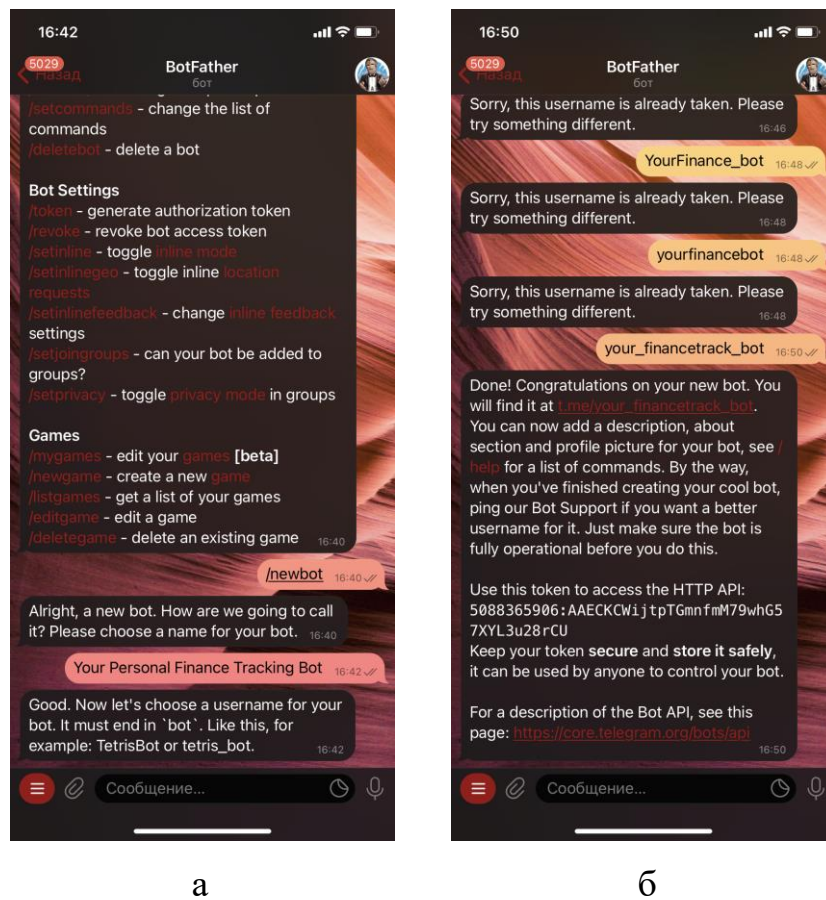 16:42
5029
Назад
BotFather
бот
/setcommands - change the list of
commands
/deletebot - delete a bot
Bot Settings
/token - generate authorization token
/revoke - revoke bot access token
/setinline - toggle inline mode
/setinlinegeo - toggle inline location
requests
/setinlinefeedback - change inline feedback
settings
/setjoingroups - can your bot be added to
groups?
/setprivacy - toggle privacy mode in groups
Games
/mygames - edit your games [beta]
/newgame - create a new game
/listgames - get a list of your games
/editgame - edit a game
/deletegame - delete an existing game 16:40
/newbot 16:40
Alright, a new bot. How are we going to call
it? Please choose a name for your bot. 16:40
Your Personal Finance Tracking Bot 16:42
Good. Now let's choose a username for your
bot. It must end in `bot`. Like this, for
example: TetrisBot or tetris_bot. 16:42
Сообщение...
а
16:50
5029
Назад
BotFather
бот
Sorry, this username is already taken. Please
try something different. 16:46
YourFinance_bot 16:48
Sorry, this username is already taken. Please
try something different. 16:48
yourfinancebot 16:48
Sorry, this username is already taken. Please
try something different. 16:48
your_financetrack_bot 16:50
Done! Congratulations on your new bot. You
will find it at t.me/your_financetrack_bot.
You can now add a description, about
section and profile picture for your bot, see /
help for a list of commands. By the way,
when you've finished creating your cool bot,
ping our Bot Support if you want a better
username for it. Just make sure the bot is
fully operational before you do this.
Use this token to access the HTTP API:
5088365906:AAECKCWijtpTGmnfmM79whG5
7XYL3u28rCU
Keep your token secure and store it safely,
it can be used by anyone to control your bot.
For a description of the Bot API, see this
page: https://core.telegram.org/bots/api
16:50
Сообщение...
б